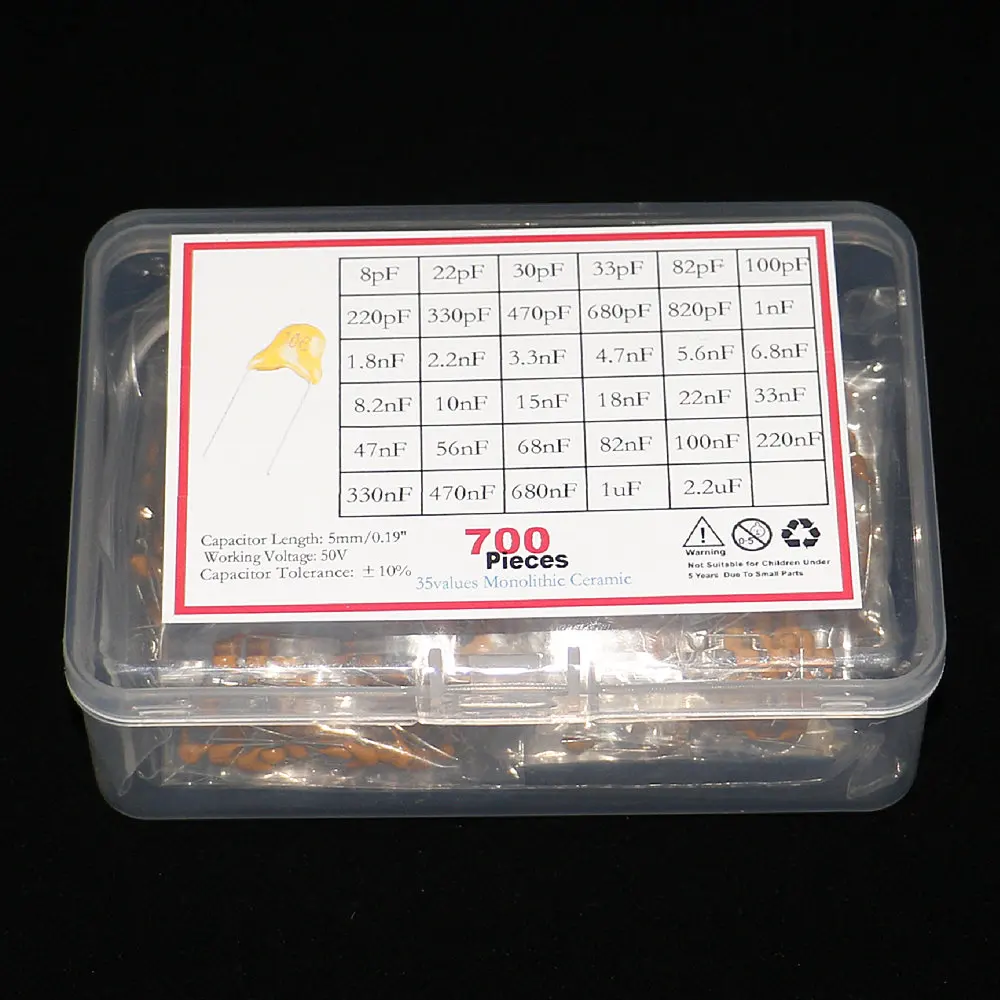 8pF 22pF 30pF 33pF 82pF 100pF
220pF 330pF 470pF 680pF 820pF 1nF
1.8nF 2.2nF 3.3nF 4.7nF 5.6nF 6.8nF
8.2nF 10nF 15nF 18nF 22nF 33nF
47nF 56nF 68nF 82nF 100nF 220nF
330nF 470nF 680nF 1uF 2.2uF
106
Capacitor Length: 5mm/0.19"
Working Voltage: 50V
Capacitor Tolerance: ±10%
700
Pieces
35values Monolithic Ceramic
Warning
0-5
Not Suitable for Children Under
5 Years Due To Small Parts